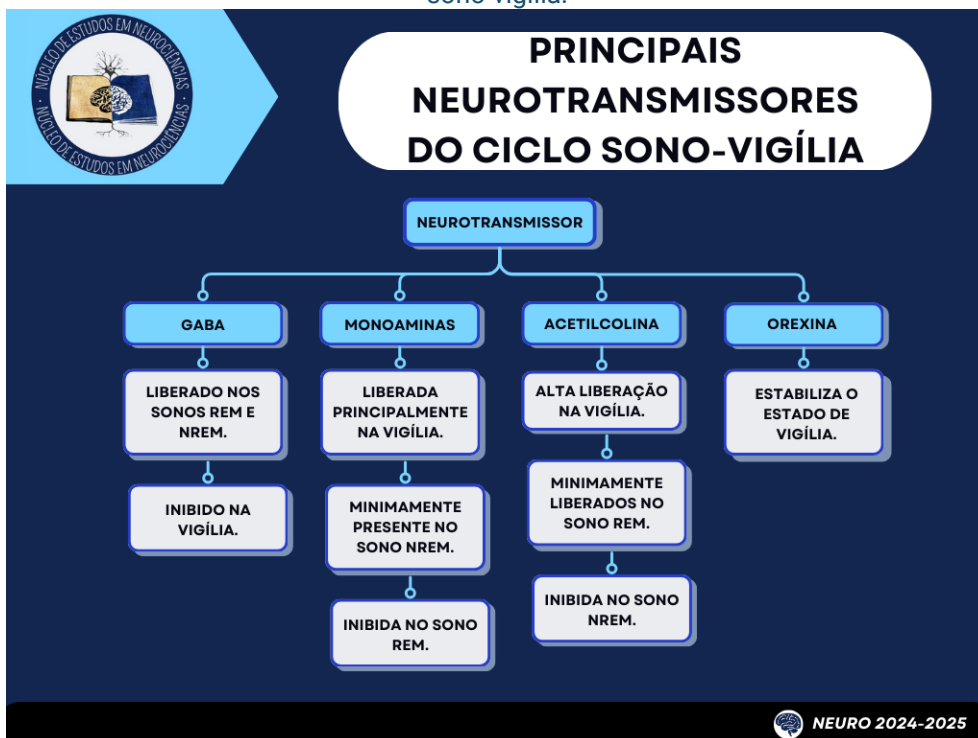 sono-vigília.
NÚCLEO DE ESTUDOS EM NEUROCIÊNCIAS · NÚCLEO DE ESTUDOS EM NEUROCIÊNCIAS ·
PRINCIPAIS
NEUROTRANSMISSORES
DO CICLO SONO-VIGÍLIA
NEUROTRANSMISSOR
GABA
MONOAMINAS
ACETILCOLINA
OREXINA
LIBERADO NOS
SONOS REM E
NREM.
INIBIDO NA
VIGÍLIA.
LIBERADA
PRINCIPALMENTE
NA VIGÍLIA.
MINIMAMENTE
PRESENTE NO
SONO NREM.
INIBIDA NO SONO
REM.
ALTA LIBERAÇÃO
NA VIGÍLIA.
MINIMAMENTE
LIBERADOS NO
SONO REM.
INIBIDA NO SONO
NREM.
ESTABILIZA O
ESTADO DE
VIGÍLIA.
NEURO 2024-2025